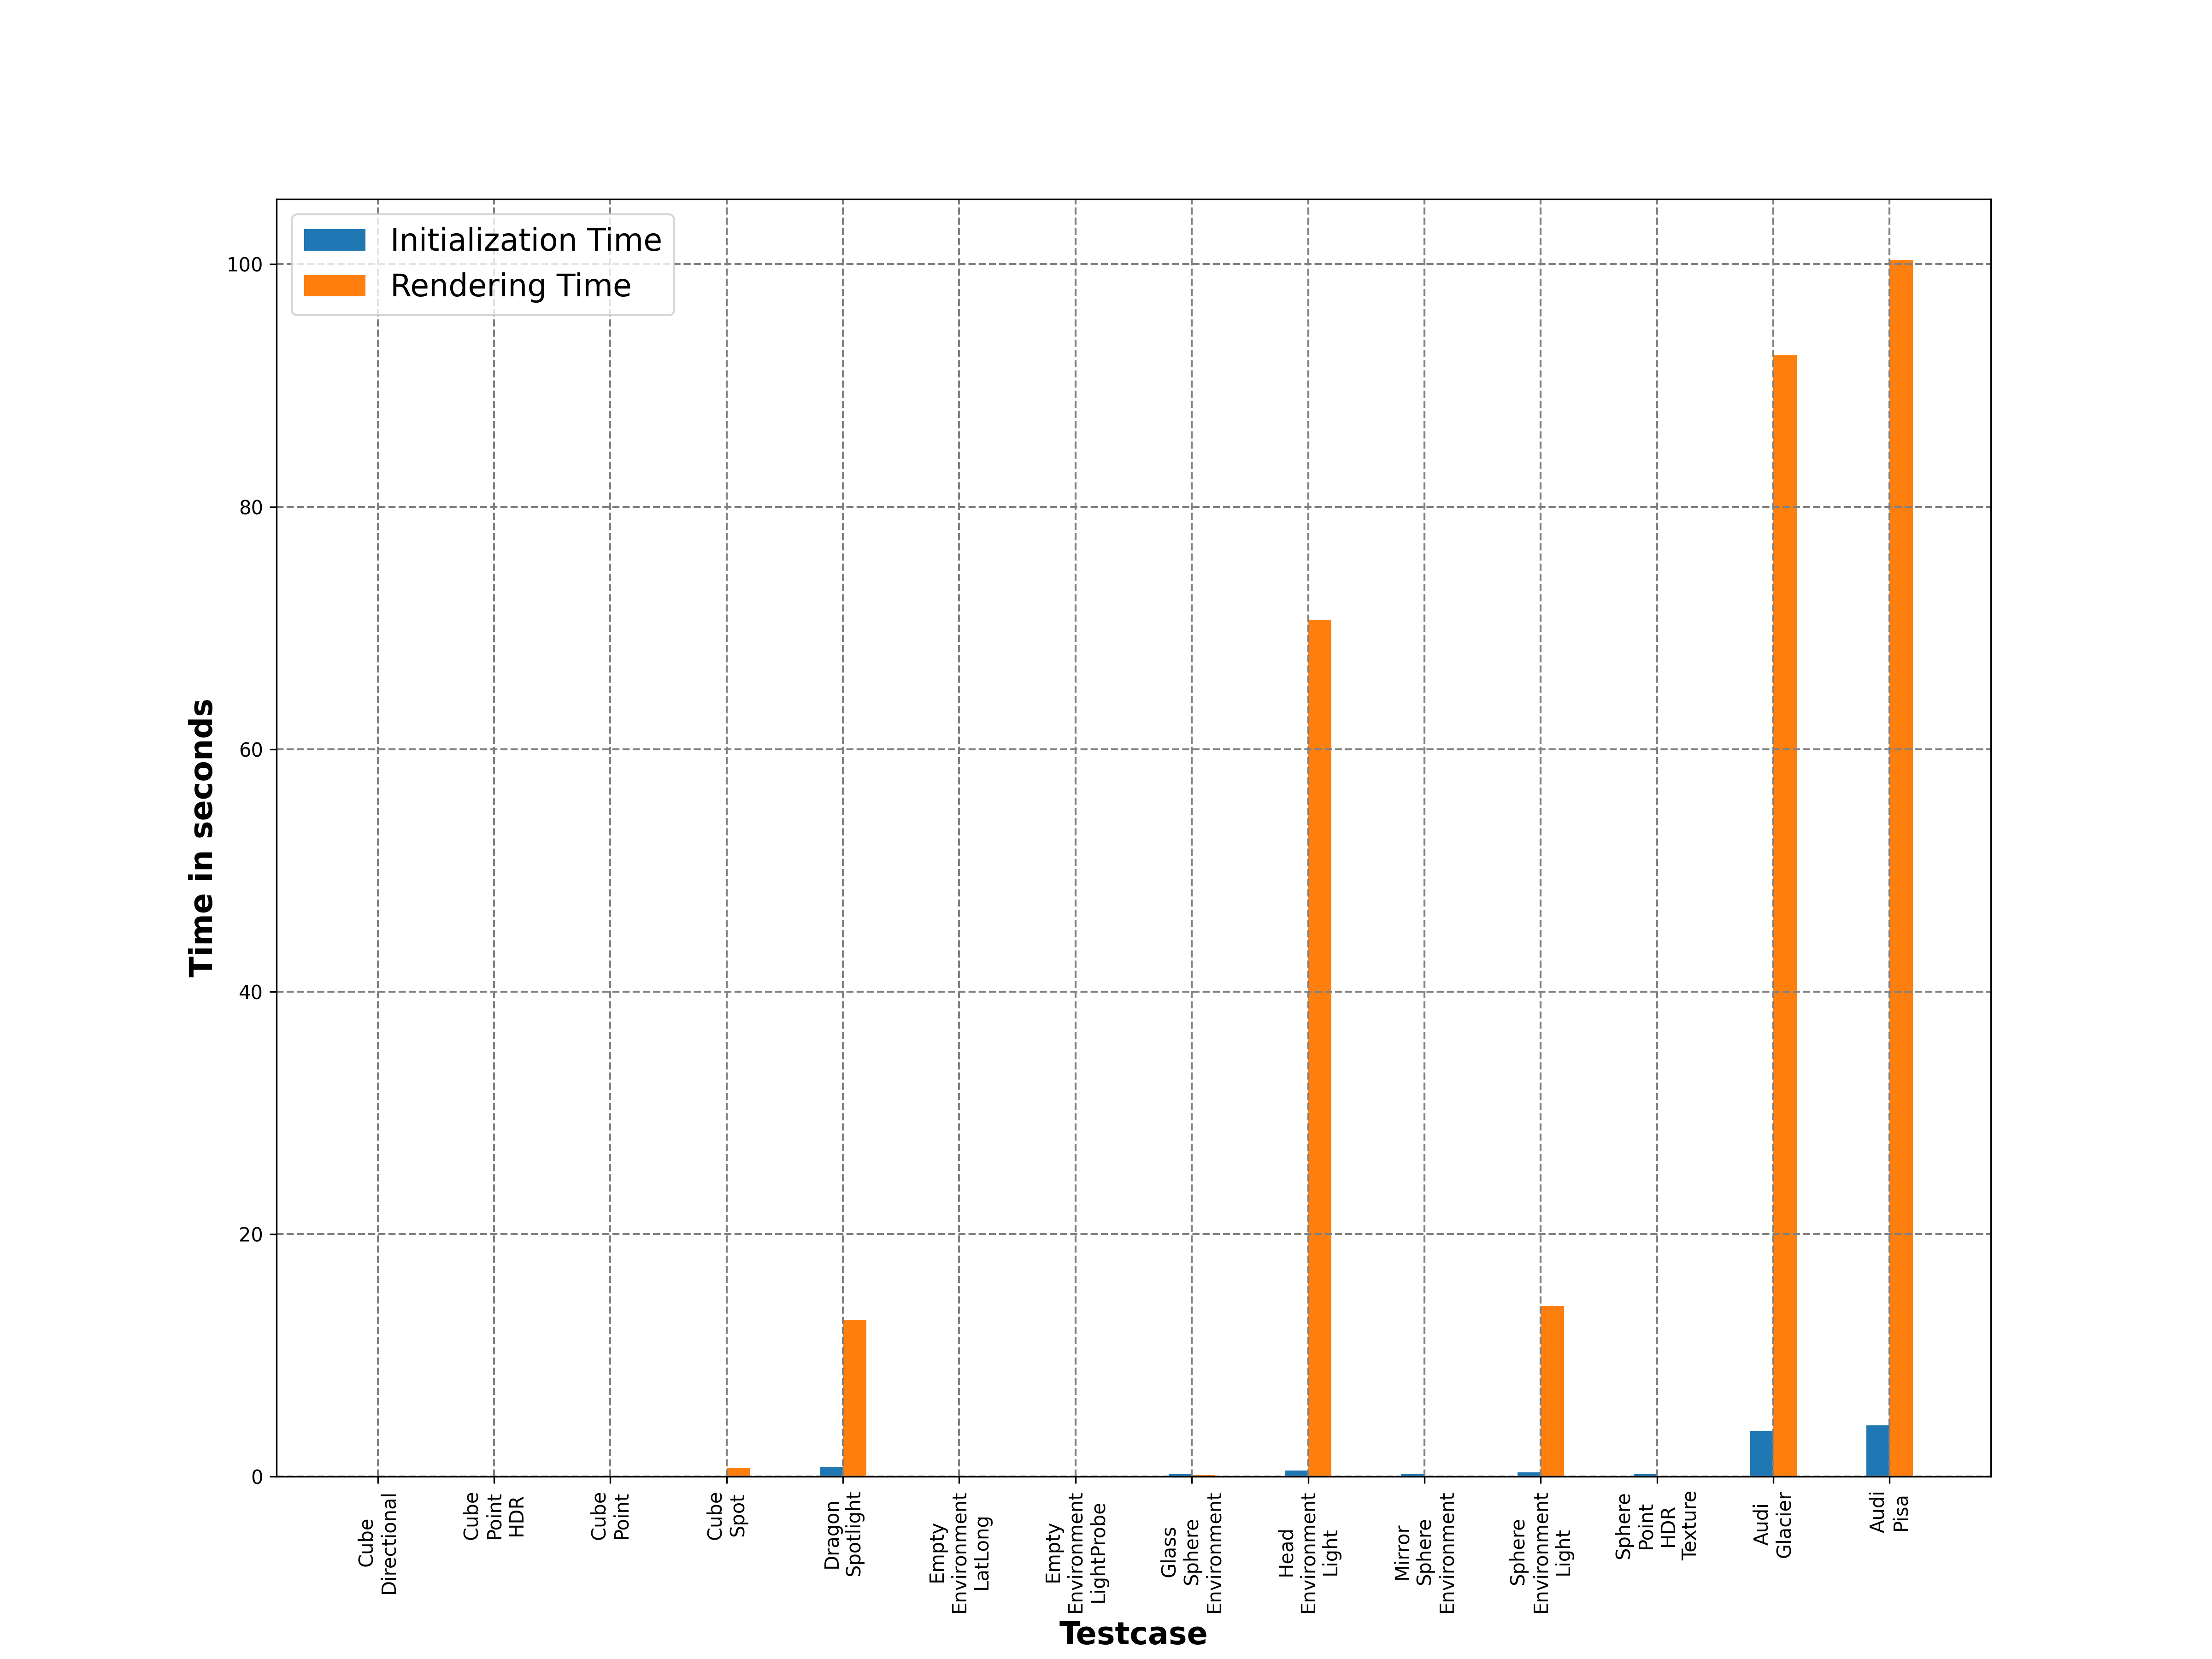 Initialization Time
Rendering Time
100
80
60
40
20
0
Time in seconds
Cube
Directional
Cube
Point
HDR
Cube
Point
Cube
Spot
Dragon
Spotlight
Empty
Environment
LatLong
Empty
Environment
LightProbe
Glass
Sphere
Environment
Head
Environment
Light
Mirror
Sphere
Environment
Sphere
Environment
Light
Sphere
Point
HDR
Texture
Audi
Glacier
Audi
Pisa
Testcase